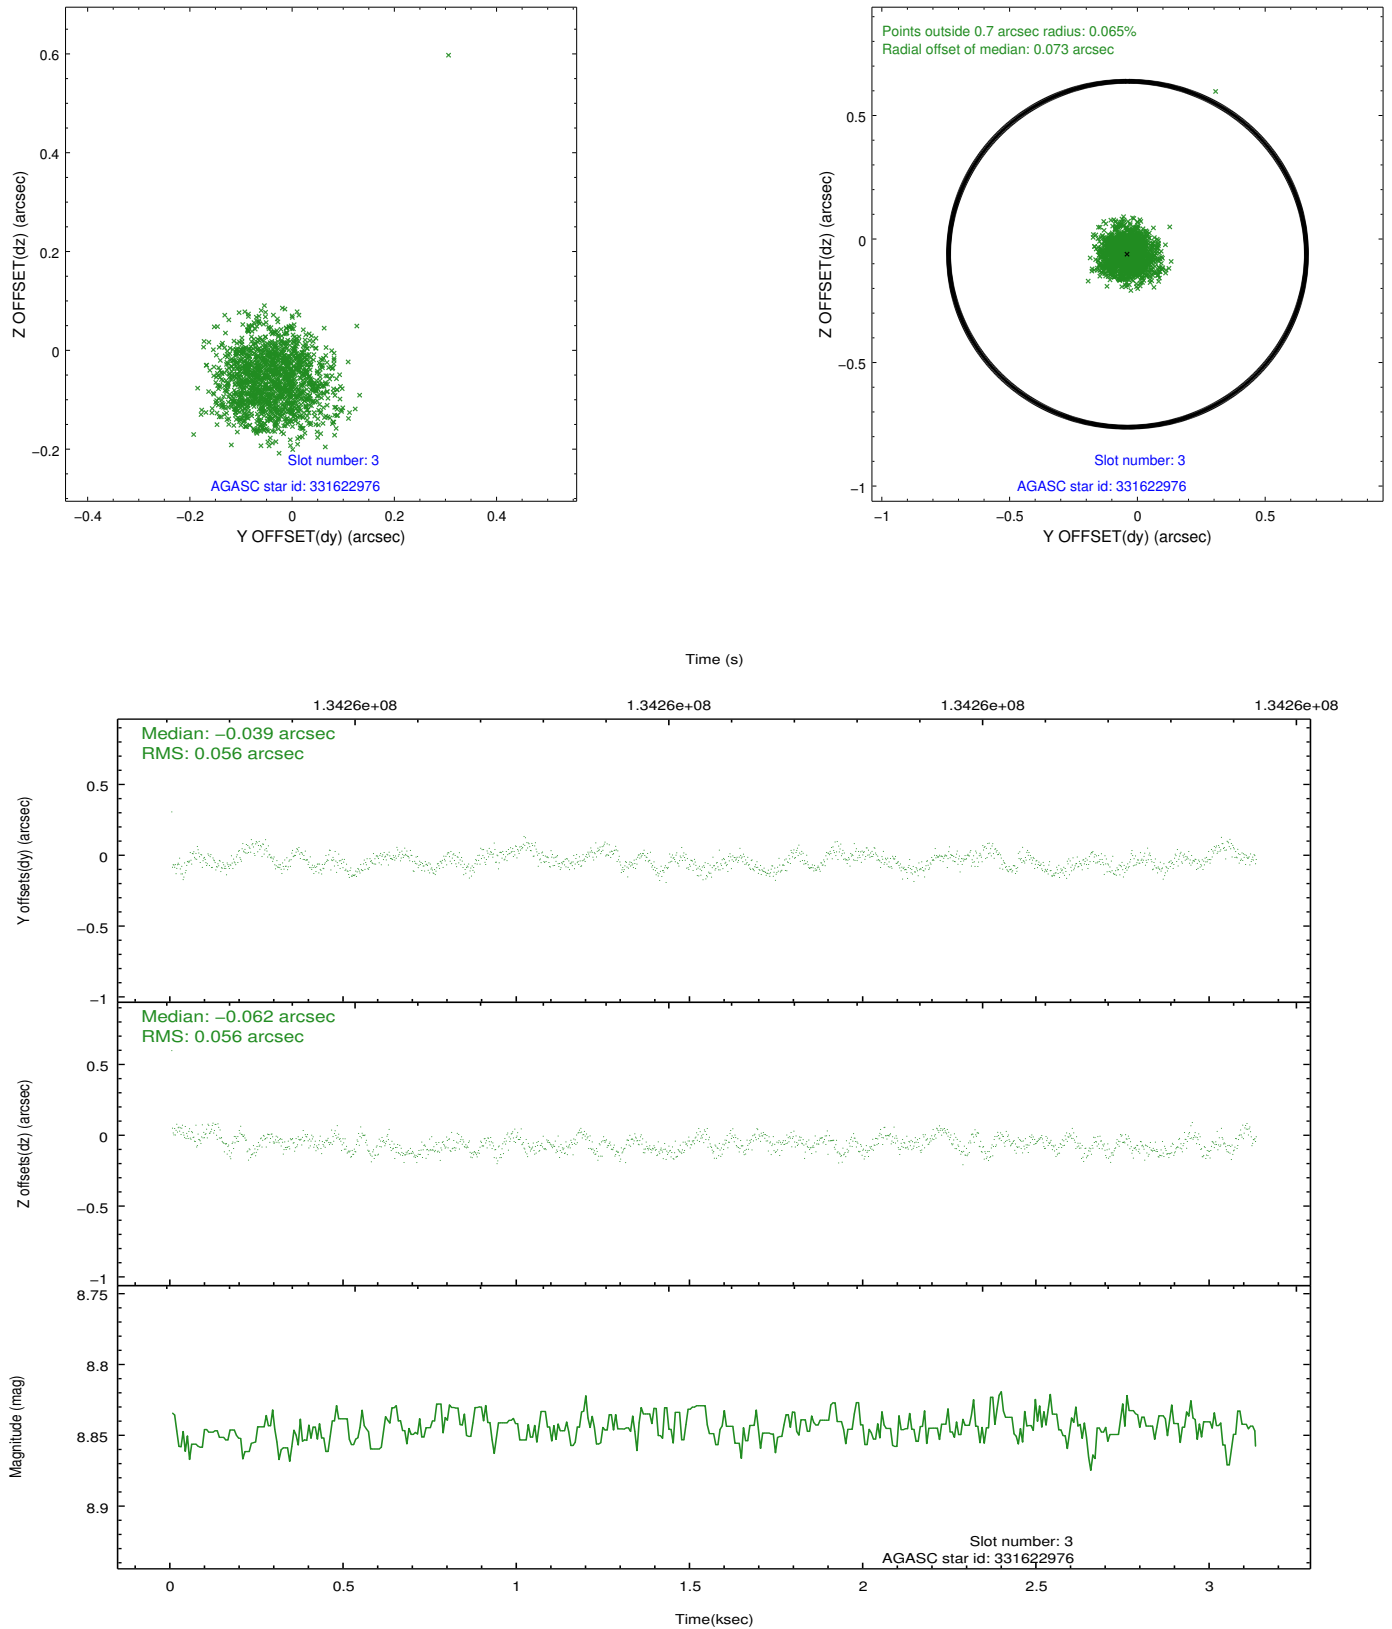 0.6
0.4
0.2
0
−0.2
Z OFFSET(dz) (arcsec)
Slot number: 3
AGASC star id: 331622976
−0.4 −0.2 0 0.2 0.4
Y OFFSET(dy) (arcsec)
Points outside 0.7 arcsec radius: 0.065%
Radial offset of median: 0.073 arcsec
0.5
0
−0.5
−1
Z OFFSET(dz) (arcsec)
Slot number: 3
AGASC star id: 331622976
−1 −0.5 0 0.5
Y OFFSET(dy) (arcsec)
Time (s)
1.3426e+08 1.3426e+08 1.3426e+08 1.3426e+08
Median: −0.039 arcsec
RMS: 0.056 arcsec
0.5
0
−0.5
−1
Y offsets(dy) (arcsec)
Median: −0.062 arcsec
RMS: 0.056 arcsec
0.5
0
−0.5
−1
Z offsets(dz) (arcsec)
8.75
8.8
8.85
8.9
Magnitude (mag)
Slot number: 3
AGASC star id: 331622976
0 0.5 1 1.5 2 2.5 3
Time(ksec)